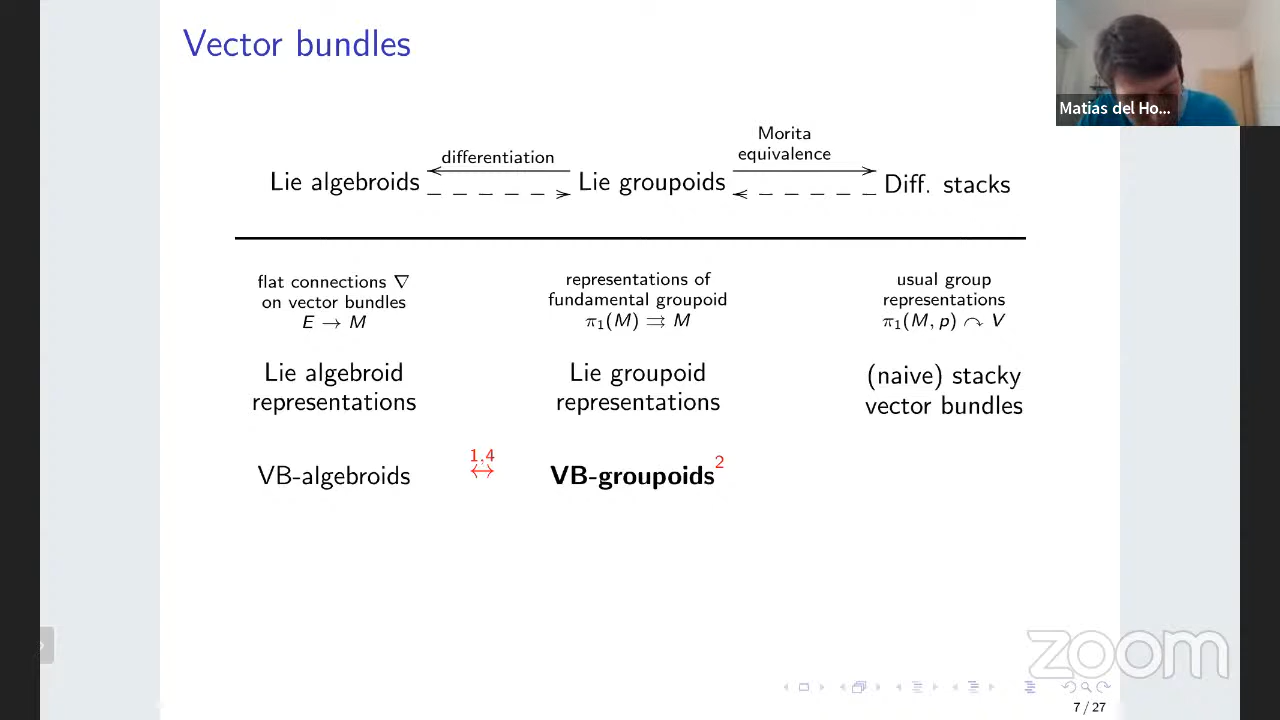 Vector bundles
Matias del Ho...
Morita
differentiation
equivalence
Lie algebroids
Lie groupoids
Diff. stacks
flat connections ∇
on vector bundles
E → M
representations of
fundamental groupoid
π₁(M) ⇉ M
usual group
representations
π₁(M, p) ↷ V
Lie algebroid
representations
Lie groupoid
representations
(naive) stacky
vector bundles
VB-algebroids
1,4
↔
VB-groupoids²
zoom
7 / 27